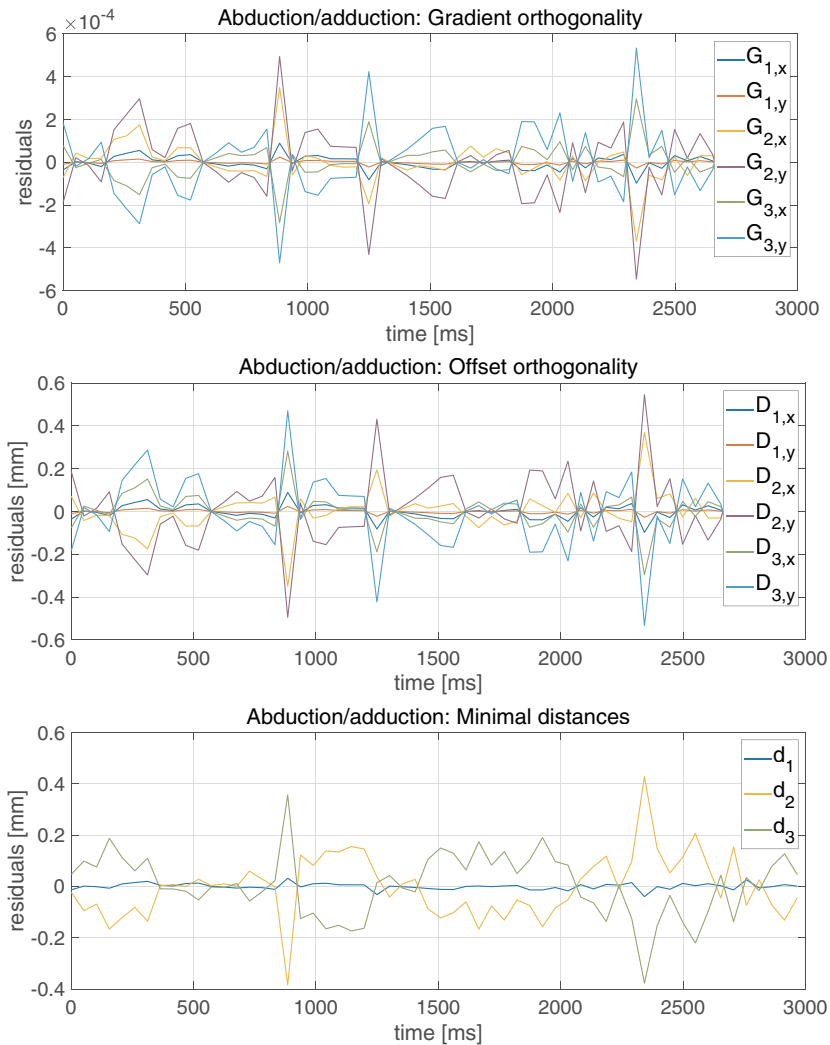 Abduction/adduction: Gradient orthogonality
×10⁻⁴
6
4
2
0
-2
-4
-6
residuals
G1,x
G1,y
G2,x
G2,y
G3,x
G3,y
0 500 1000 1500 2000 2500 3000
time [ms]
Abduction/adduction: Offset orthogonality
0.6
0.4
0.2
0
-0.2
-0.4
-0.6
residuals [mm]
D1,x
D1,y
D2,x
D2,y
D3,x
D3,y
0 500 1000 1500 2000 2500 3000
time [ms]
Abduction/adduction: Minimal distances
0.6
0.4
0.2
0
-0.2
-0.4
residuals [mm]
d1
d2
d3
0 500 1000 1500 2000 2500 3000
time [ms]